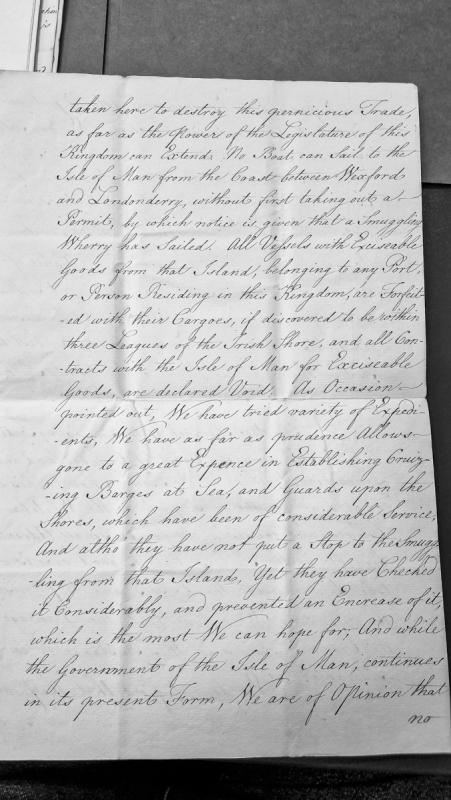 taken here to destroy this pernicious Trade,
as far as the Power of the Legislature of this
Kingdom can Extend. No Boat can Sail to the
Isle of Man from the Coast between Wexford
and Londonderry, without first taking out a
Permit, by which notice is given that a Smuggling
Wherry has Sailed. All Vessels with Exciseable
Goods from that Island, belonging to any Port,
or Person Residing in this Kingdom, are Forfeit-
-ed with their Cargoes, if discovered to be within
three Leagues of the Irish Shore, and all Con-
-tracts with the Isle of Man for Exciseable
Goods, are declared Void. As Occasion
pointed out, We have tried variety of Expedi-
-ents, We have as far as prudence Allows
gone to a great Expence in Establishing Cruiz-
-ing Barges at Sea, and Guards upon the
Shores, which have been of considerable Service,
And altho' they have not put a Stop to the Smugg-
-ling from that Island, Yet they have Checked
it Considerably, and prevented an Encrease of it,
which is the most We can hope for; And while
the Government of the Isle of Man, continues
in its present Form, We are of Opinion that
no